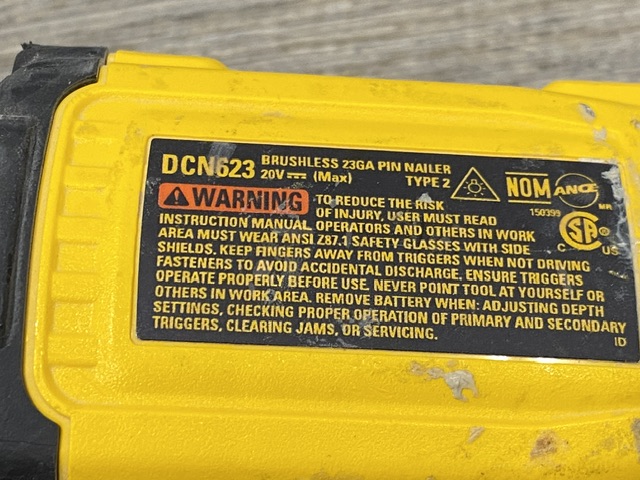 DCN623 BRUSHLESS 23GA PIN NAILER
20V ⎓ (Max) TYPE 2
NOM ANCE
MR
150399
WARNING TO REDUCE THE RISK
OF INJURY, USER MUST READ
INSTRUCTION MANUAL. OPERATORS AND OTHERS IN WORK
AREA MUST WEAR ANSI Z87.1 SAFETY GLASSES WITH SIDE
SHIELDS. KEEP FINGERS AWAY FROM TRIGGERS WHEN NOT DRIVING
FASTENERS TO AVOID ACCIDENTAL DISCHARGE. ENSURE TRIGGERS
OPERATE PROPERLY BEFORE USE. NEVER POINT TOOL AT YOURSELF OR
OTHERS IN WORK AREA. REMOVE BATTERY WHEN: ADJUSTING DEPTH
SETTINGS, CHECKING PROPER OPERATION OF PRIMARY AND SECONDARY
TRIGGERS, CLEARING JAMS, OR SERVICING.
C SA US
ID